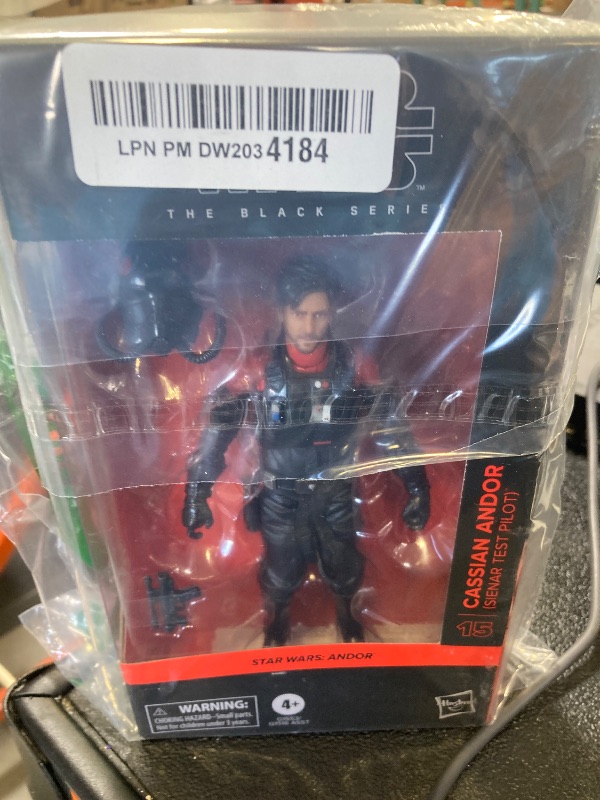 LPN PM DW2034184
™
THE BLACK SERIES
CASSIAN ANDOR
(SIENAR TEST PILOT)
15
STAR WARS: ANDOR
WARNING:
CHOKING HAZARD–Small parts.
Not for children under 3 years.
4+
Hasbro